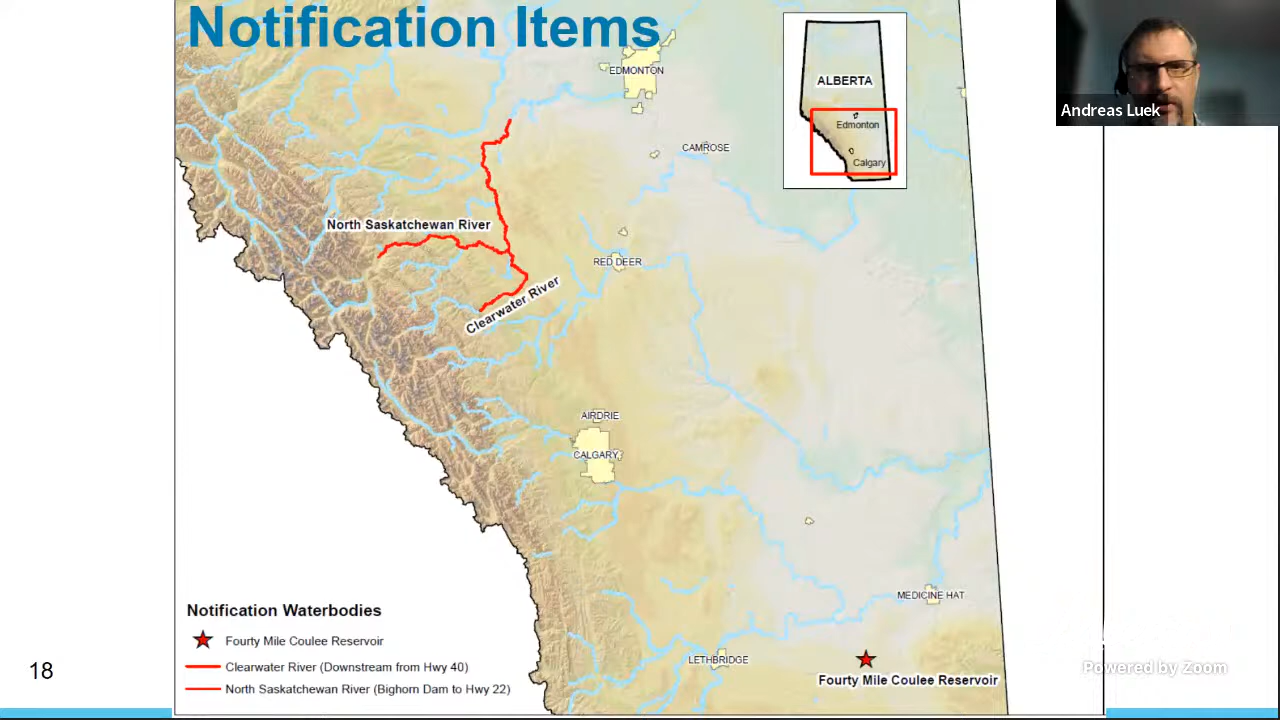 Notification Items
Andreas Luek
EDMONTON
ALBERTA
Edmonton
Calgary
CAMROSE
North Saskatchewan River
RED DEER
Clearwater River
AIRDRIE
CALGARY
MEDICINE HAT
LETHBRIDGE
Fourty Mile Coulee Reservoir
Notification Waterbodies
Fourty Mile Coulee Reservoir
Clearwater River (Downstream from Hwy 40)
North Saskatchewan River (Bighorn Dam to Hwy 22)
18
Powered by Zoom